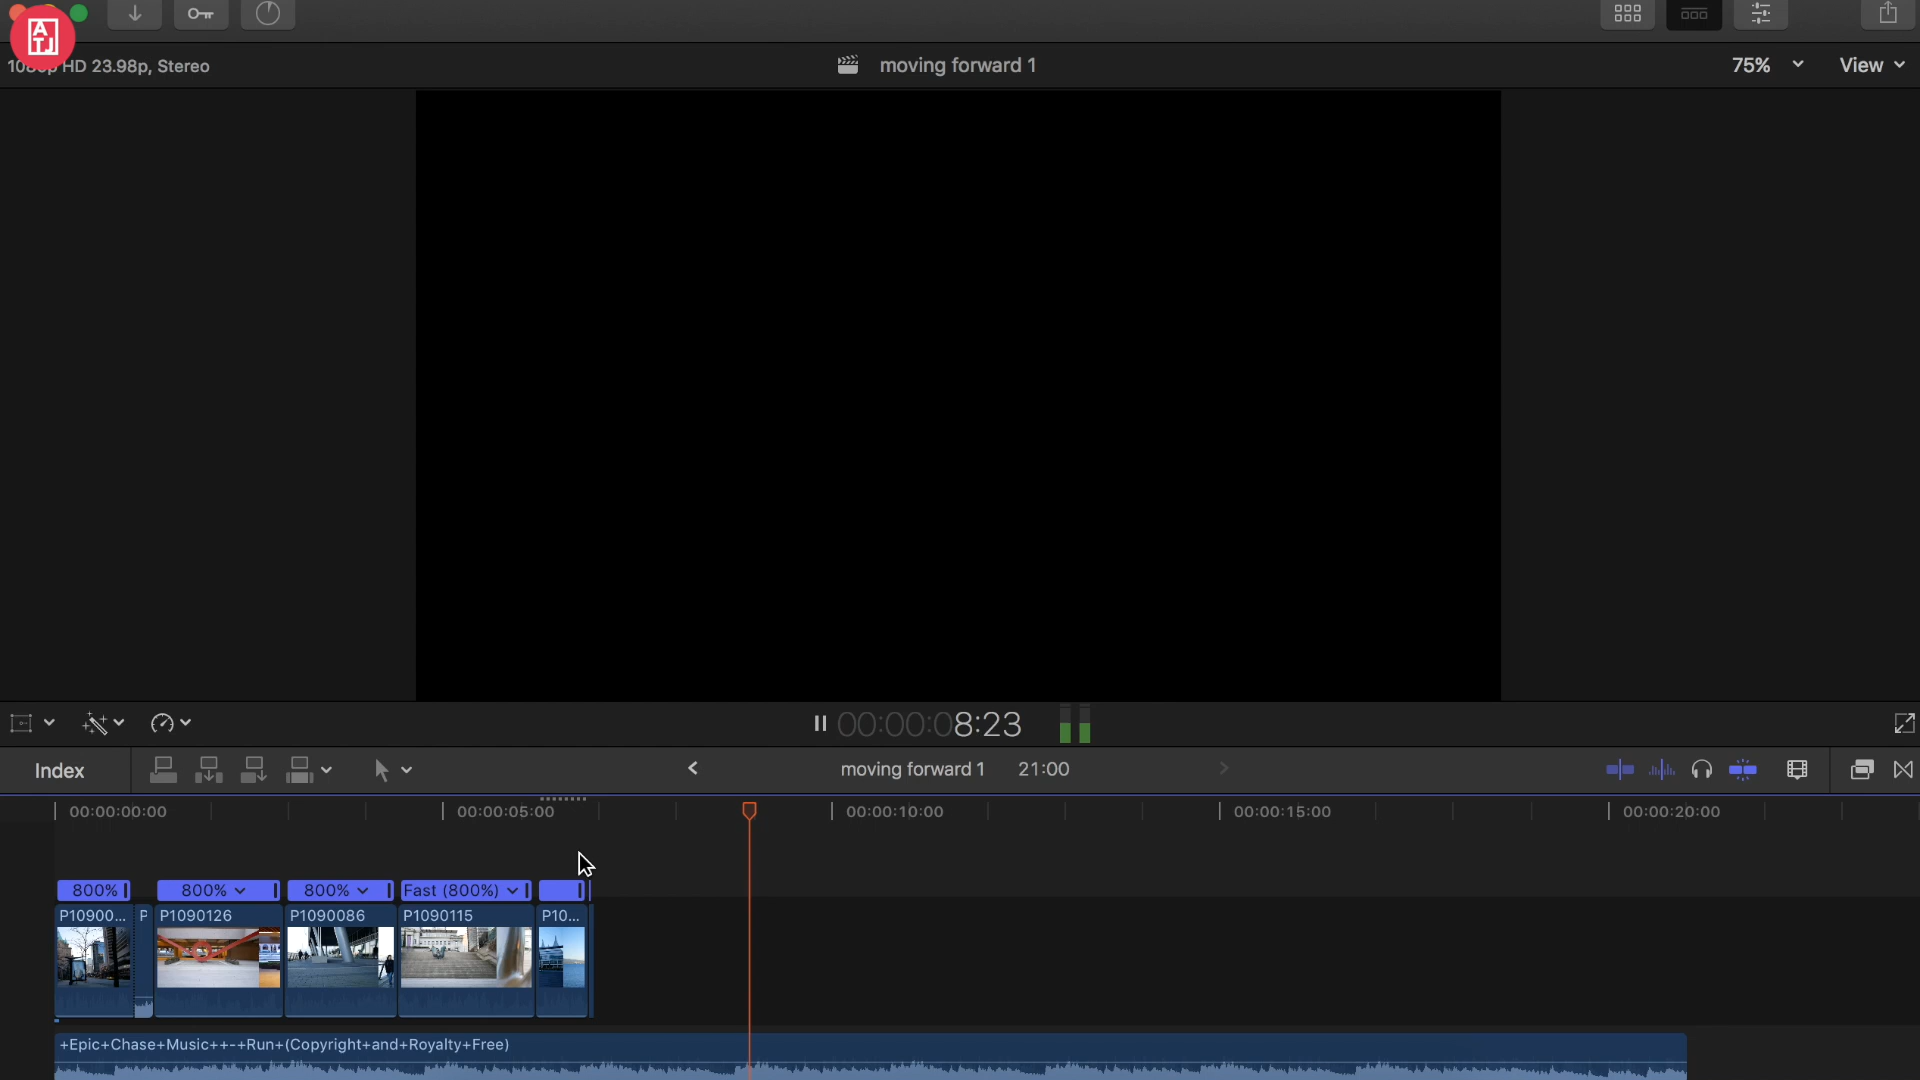 ATJ
1080p HD 23.98p, Stereo
moving forward 1
75%
View
00:00:08:23
Index
moving forward 1
21:00
00:00:00:00
00:00:05:00
00:00:10:00
00:00:15:00
00:00:20:00
800%
800%
800%
Fast (800%)
P10900...
P
P1090126
P1090086
P1090115
P10...
+Epic+Chase+Music++-+Run+(Copyright+and+Royalty+Free)